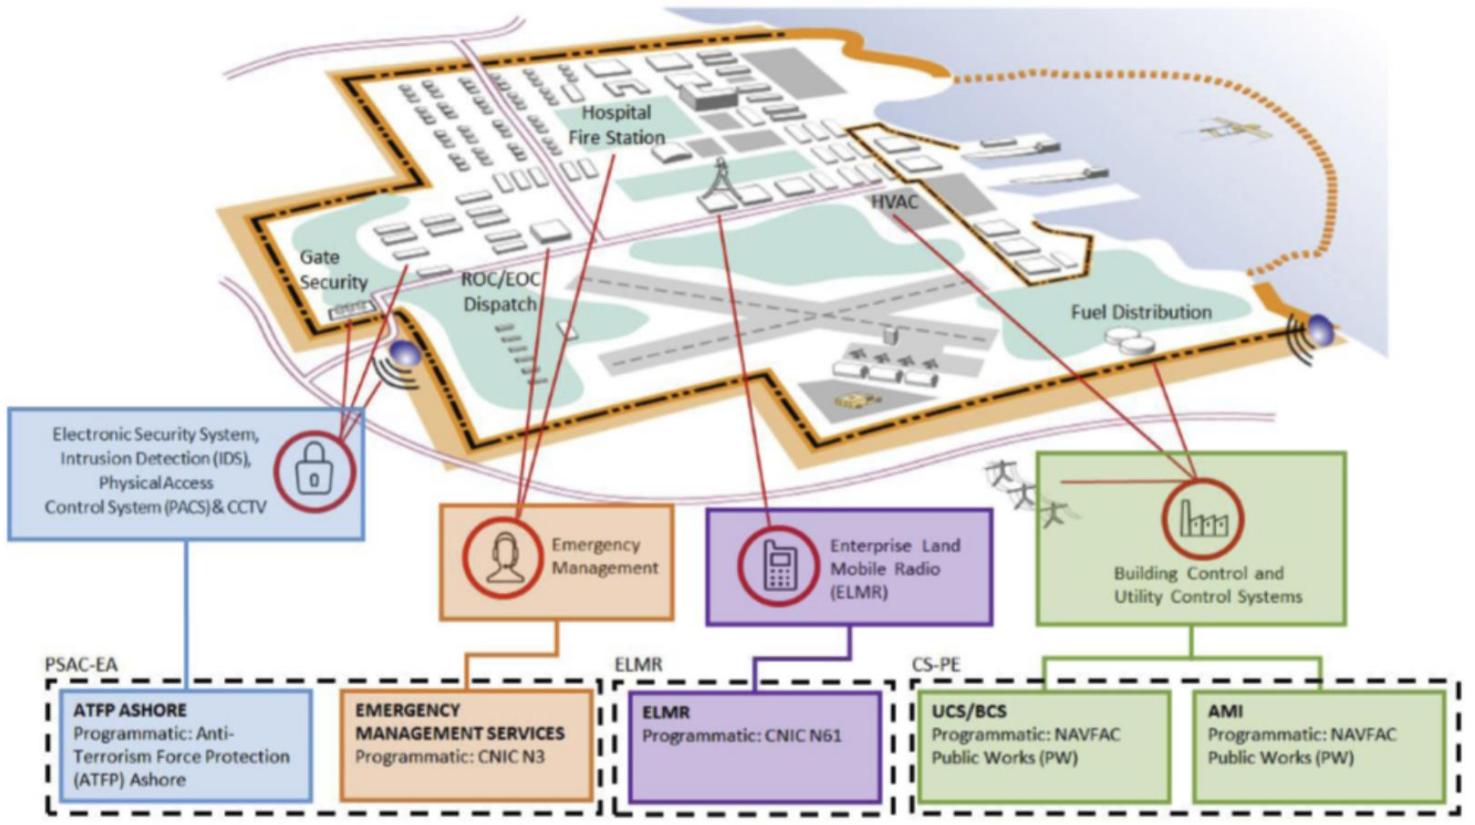 Hospital
Fire Station
HVAC
Gate
Security
ROC/EOC
Dispatch
Fuel Distribution
Electronic Security System,
Intrusion Detection (IDS),
Physical Access
Control System (PACS) & CCTV
Emergency
Management
Enterprise Land
Mobile Radio
(ELMR)
Building Control and
Utility Control Systems
PSAC-EA
ELMR
CS-PE
ATFP ASHORE
Programmatic: Anti-
Terrorism Force Protection
(ATFP) Ashore
EMERGENCY
MANAGEMENT SERVICES
Programmatic: CNIC N3
ELMR
Programmatic: CNIC N61
UCS/BCS
Programmatic: NAVFAC
Public Works (PW)
AMI
Programmatic: NAVFAC
Public Works (PW)